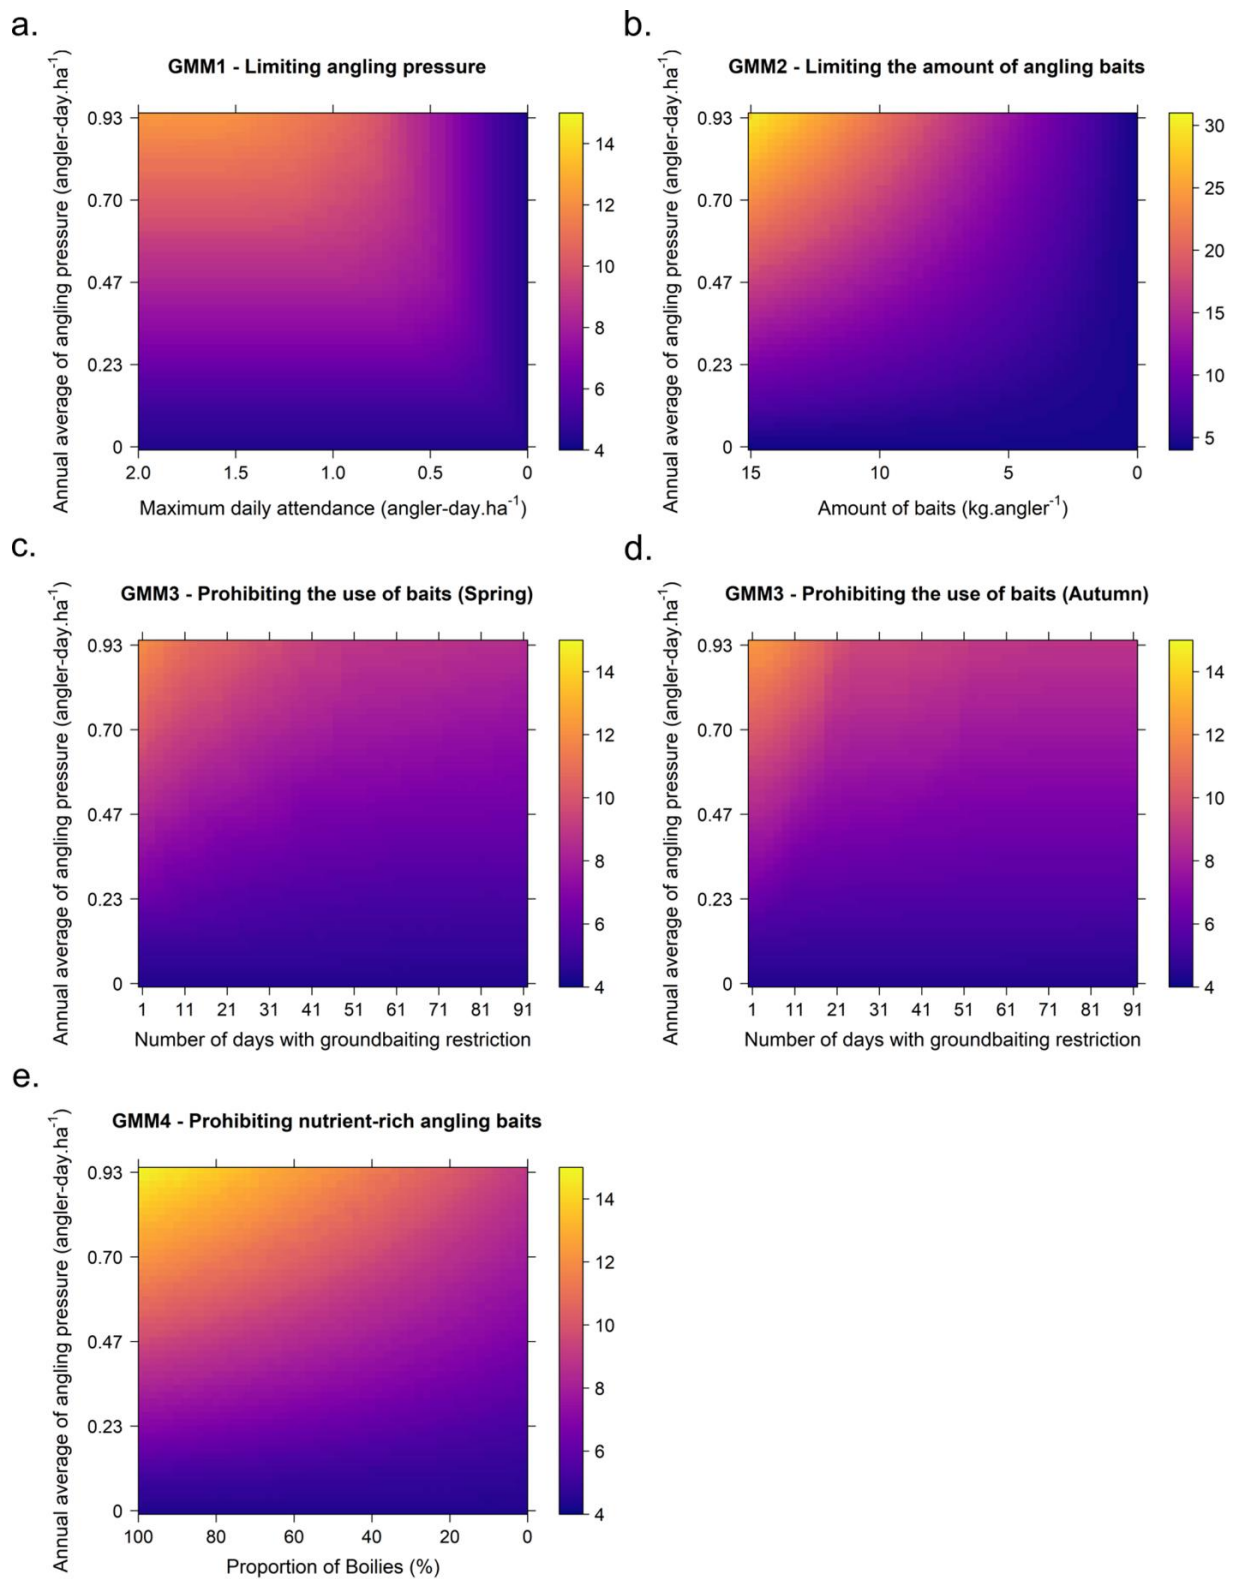 a.
GMM1 - Limiting angling pressure
Annual average of angling pressure (angler-day.ha⁻¹)
0.93
0.70
0.47
0.23
0
2.0 1.5 1.0 0.5 0
Maximum daily attendance (angler-day.ha⁻¹)
14
12
10
8
6
4
b.
GMM2 - Limiting the amount of angling baits
Annual average of angling pressure (angler-day.ha⁻¹)
0.93
0.70
0.47
0.23
0
15 10 5 0
Amount of baits (kg.angler⁻¹)
30
25
20
15
10
5
c.
GMM3 - Prohibiting the use of baits (Spring)
Annual average of angling pressure (angler-day.ha⁻¹)
0.93
0.70
0.47
0.23
0
1 11 21 31 41 51 61 71 81 91
Number of days with groundbaiting restriction
14
12
10
8
6
4
d.
GMM3 - Prohibiting the use of baits (Autumn)
Annual average of angling pressure (angler-day.ha⁻¹)
0.93
0.70
0.47
0.23
0
1 11 21 31 41 51 61 71 81 91
Number of days with groundbaiting restriction
14
12
10
8
6
4
e.
GMM4 - Prohibiting nutrient-rich angling baits
Annual average of angling pressure (angler-day.ha⁻¹)
0.93
0.70
0.47
0.23
0
100 80 60 40 20 0
Proportion of Boilies (%)
14
12
10
8
6
4